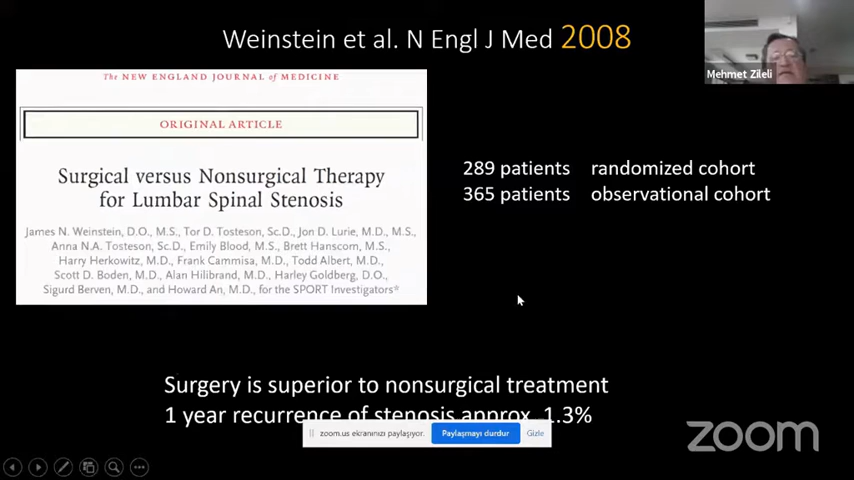 Weinstein et al. N Engl J Med 2008
Mehmet Zileli
The NEW ENGLAND JOURNAL of MEDICINE
ORIGINAL ARTICLE
Surgical versus Nonsurgical Therapy
for Lumbar Spinal Stenosis
James N. Weinstein, D.O., M.S., Tor D. Tosteson, Sc.D., Jon D. Lurie, M.D., M.S.,
Anna N.A. Tosteson, Sc.D., Emily Blood, M.S., Brett Hanscom, M.S.,
Harry Herkowitz, M.D., Frank Cammisa, M.D., Todd Albert, M.D.,
Scott D. Boden, M.D., Alan Hilibrand, M.D., Harley Goldberg, D.O.,
Sigurd Berven, M.D., and Howard An, M.D., for the SPORT Investigators*
289 patients randomized cohort
365 patients observational cohort
Surgery is superior to nonsurgical treatment
1 year recurrence of stenosis approx. 1.3%
zoom.us ekranınızı paylaşıyor.
Paylaşmayı durdur
Gizle
zoom